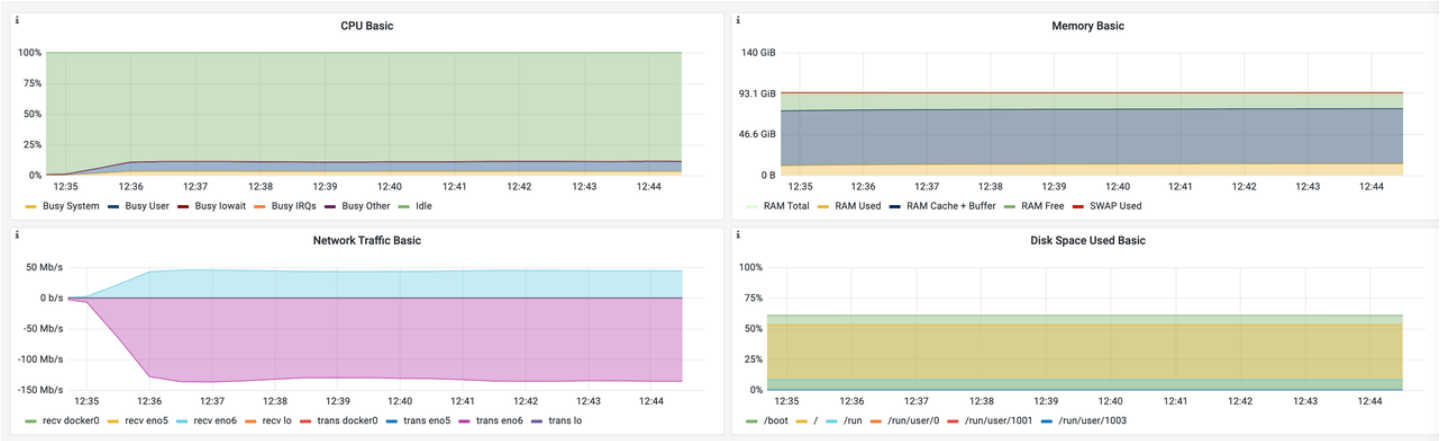 i
CPU Basic
100%
75%
50%
25%
0%
12:35 12:36 12:37 12:38 12:39 12:40 12:41 12:42 12:43 12:44
Busy System Busy User Busy Iowait Busy IRQs Busy Other Idle
i
Memory Basic
140 GiB
93.1 GiB
46.6 GiB
0 B
12:35 12:36 12:37 12:38 12:39 12:40 12:41 12:42 12:43 12:44
RAM Total RAM Used RAM Cache + Buffer RAM Free SWAP Used
i
Network Traffic Basic
50 Mb/s
0 b/s
-50 Mb/s
-100 Mb/s
-150 Mb/s
12:35 12:36 12:37 12:38 12:39 12:40 12:41 12:42 12:43 12:44
recv docker0 recv eno5 recv eno6 recv lo trans docker0 trans eno5 trans eno6 trans lo
i
Disk Space Used Basic
100%
75%
50%
25%
0%
12:35 12:36 12:37 12:38 12:39 12:40 12:41 12:42 12:43 12:44
/boot / /run /run/user/0 /run/user/1001 /run/user/1003